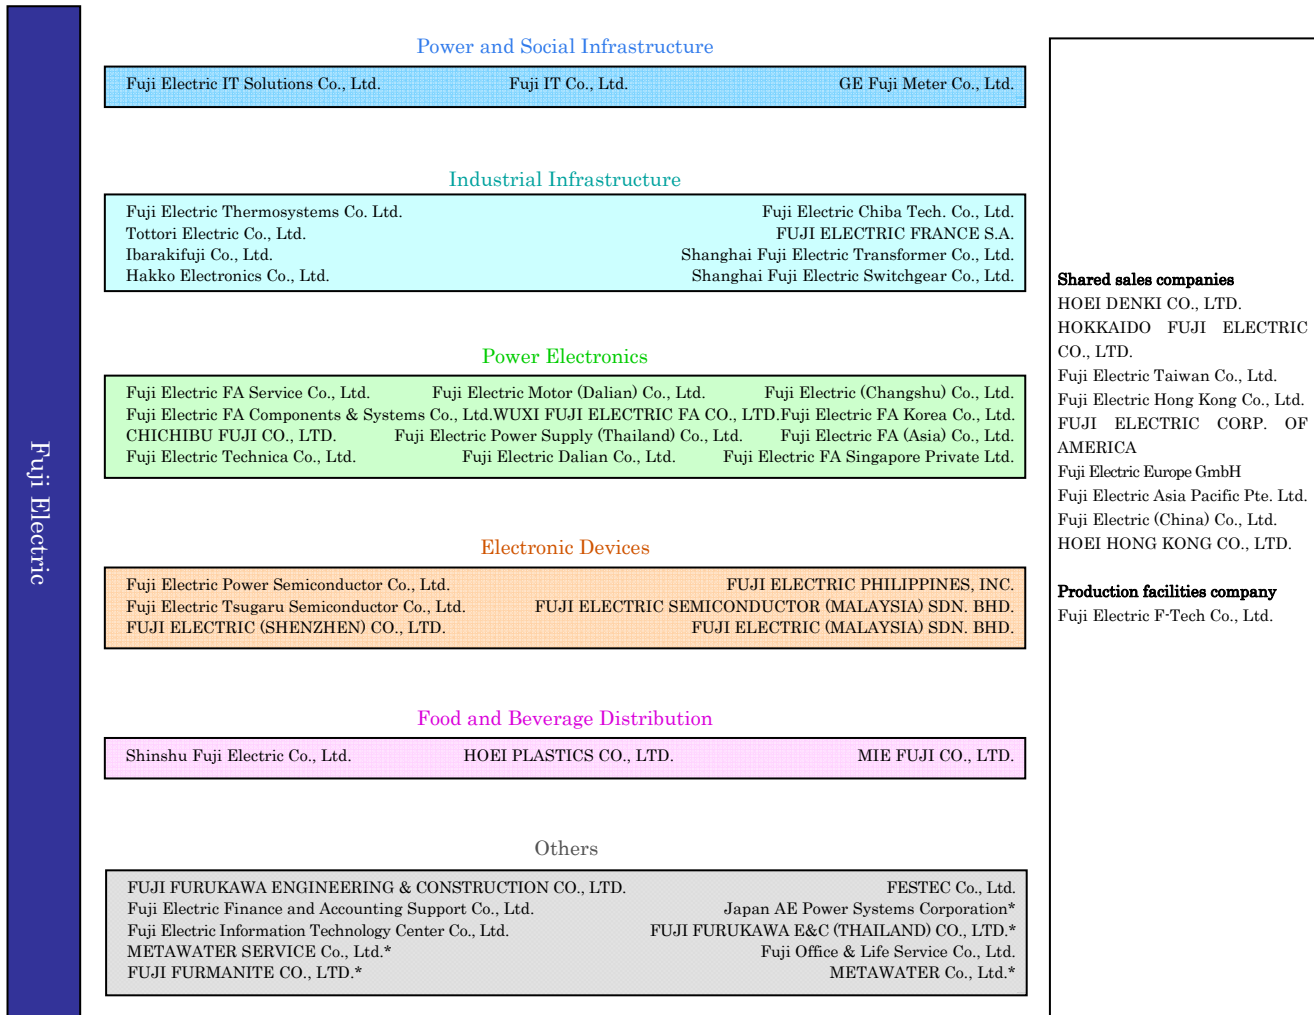 Fuji Electric
Power and Social Infrastructure
Fuji Electric IT Solutions Co., Ltd. Fuji IT Co., Ltd. GE Fuji Meter Co., Ltd.
Industrial Infrastructure
Fuji Electric Thermosystems Co. Ltd. Fuji Electric Chiba Tech. Co., Ltd.
Tottori Electric Co., Ltd. FUJI ELECTRIC FRANCE S.A.
Ibarakifuji Co., Ltd. Shanghai Fuji Electric Transformer Co., Ltd.
Hakko Electronics Co., Ltd. Shanghai Fuji Electric Switchgear Co., Ltd.
Power Electronics
Fuji Electric FA Service Co., Ltd. Fuji Electric Motor (Dalian) Co., Ltd. Fuji Electric (Changshu) Co., Ltd.
Fuji Electric FA Components & Systems Co., Ltd. WUXI FUJI ELECTRIC FA CO., LTD. Fuji Electric FA Korea Co., Ltd.
CHICHIBU FUJI CO., LTD. Fuji Electric Power Supply (Thailand) Co., Ltd. Fuji Electric FA (Asia) Co., Ltd.
Fuji Electric Technica Co., Ltd. Fuji Electric Dalian Co., Ltd. Fuji Electric FA Singapore Private Ltd.
Electronic Devices
Fuji Electric Power Semiconductor Co., Ltd. FUJI ELECTRIC PHILIPPINES, INC.
Fuji Electric Tsugaru Semiconductor Co., Ltd. FUJI ELECTRIC SEMICONDUCTOR (MALAYSIA) SDN. BHD.
FUJI ELECTRIC (SHENZHEN) CO., LTD. FUJI ELECTRIC (MALAYSIA) SDN. BHD.
Food and Beverage Distribution
Shinshu Fuji Electric Co., Ltd. HOEI PLASTICS CO., LTD. MIE FUJI CO., LTD.
Others
FUJI FURUKAWA ENGINEERING & CONSTRUCTION CO., LTD. FESTEC Co., Ltd.
Fuji Electric Finance and Accounting Support Co., Ltd. Japan AE Power Systems Corporation*
Fuji Electric Information Technology Center Co., Ltd. FUJI FURUKAWA E&C (THAILAND) CO., LTD.*
METAWATER SERVICE Co., Ltd.* Fuji Office & Life Service Co., Ltd.
FUJI FURMANITE CO., LTD.* METAWATER Co., Ltd.*
Shared sales companies
HOEI DENKI CO., LTD.
HOKKAIDO FUJI ELECTRIC
CO., LTD.
Fuji Electric Taiwan Co., Ltd.
Fuji Electric Hong Kong Co., Ltd.
FUJI ELECTRIC CORP. OF
AMERICA
Fuji Electric Europe GmbH
Fuji Electric Asia Pacific Pte. Ltd.
Fuji Electric (China) Co., Ltd.
HOEI HONG KONG CO., LTD.
Production facilities company
Fuji Electric F-Tech Co., Ltd.